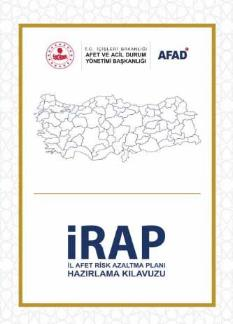 T.C. İÇİŞLERİ BAKANLIĞI
AFET VE ACİL DURUM
YÖNETİMİ BAŞKANLIĞI
AFAD
iRAP
İL AFET RİSK AZALTMA PLANI
HAZIRLAMA KILAVUZU